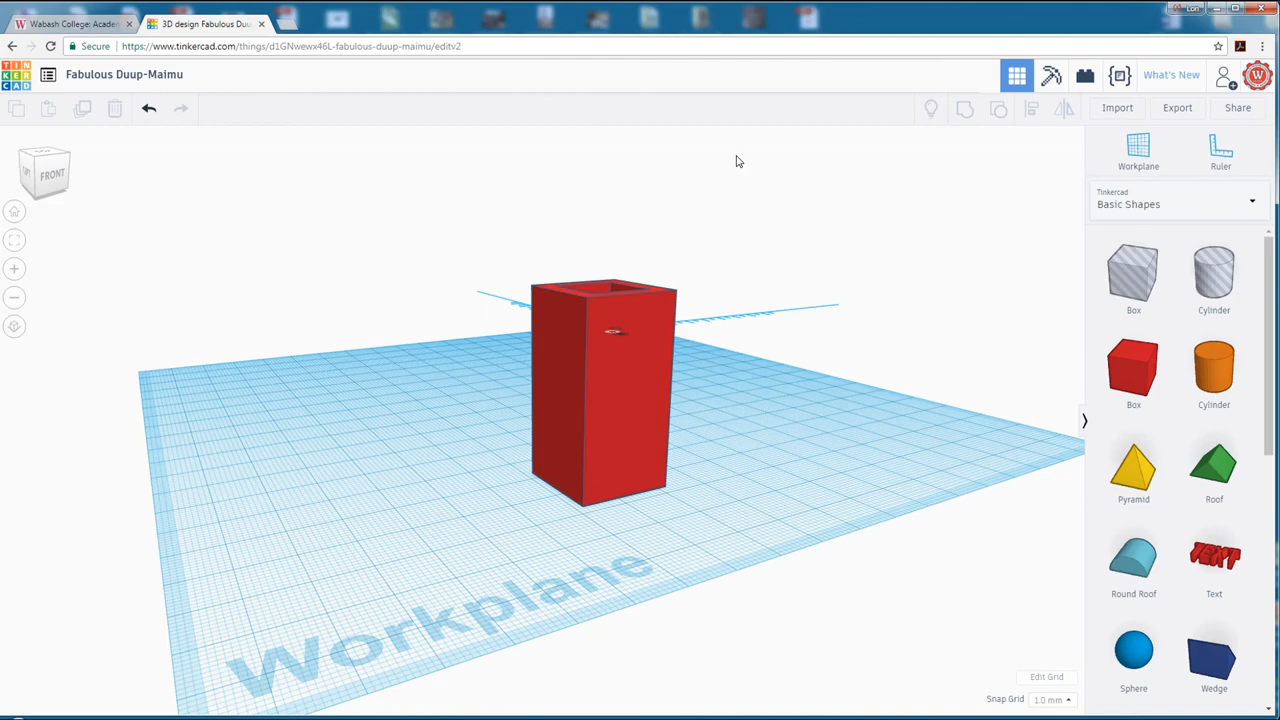 Wabash College: Acade
3D design Fabulous Du
Secure
https://www.tinkercad.com/things/d1GNwewx46L-fabulous-duup-maimu/editv2
TIN
KER
CAD
Fabulous Duup-Maimu
What's New
W
Import
Export
Share
FRONT
Workplane
Ruler
Tinkercad
Basic Shapes
Box
Cylinder
Box
Cylinder
Pyramid
Roof
TEXT
Round Roof
Text
Sphere
Wedge
Workplane
Edit Grid
Snap Grid
1.0 mm